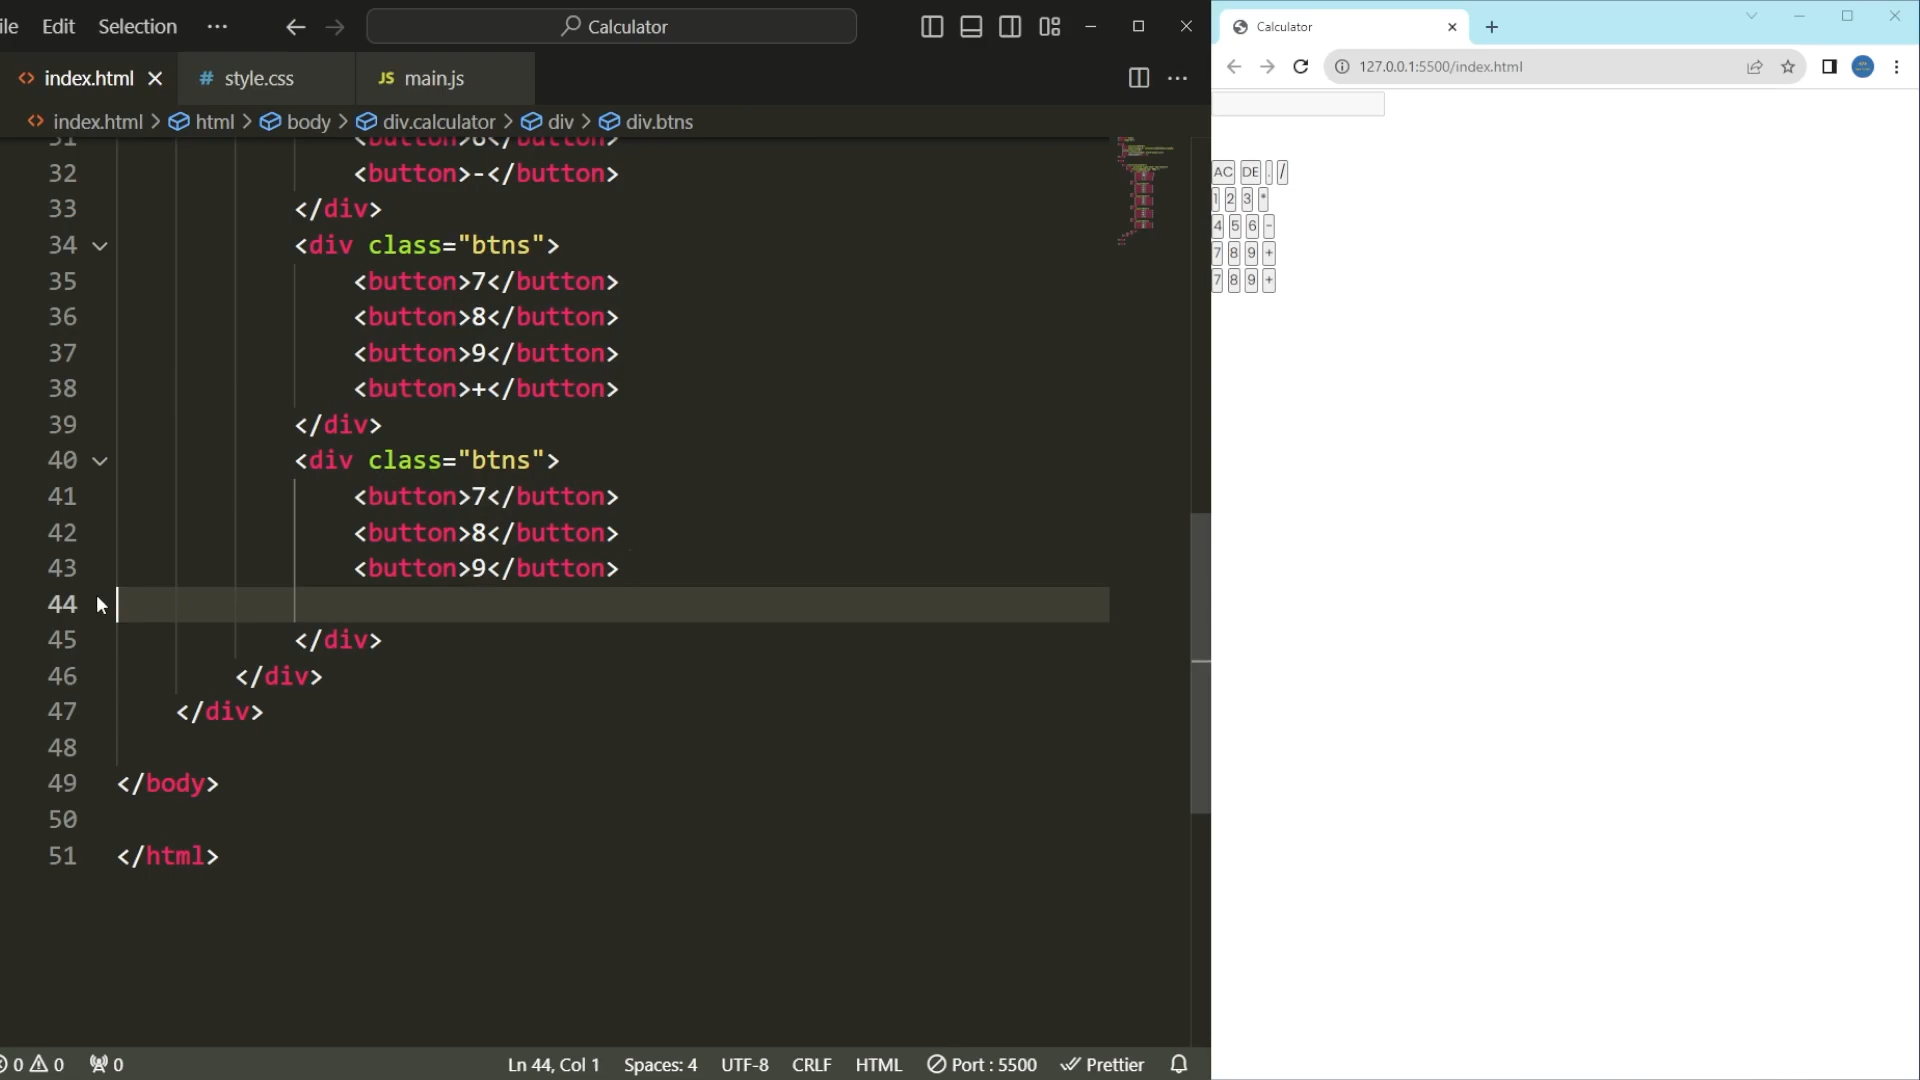 ile Edit Selection ··· Calculator
index.html style.css JS main.js
index.html > html > body > div.calculator > div > div.btns
31 <button>6</button>
32 <button>-</button>
33 </div>
34 <div class="btns">
35 <button>7</button>
36 <button>8</button>
37 <button>9</button>
38 <button>+</button>
39 </div>
40 <div class="btns">
41 <button>7</button>
42 <button>8</button>
43 <button>9</button>
44
45 </div>
46 </div>
47 </div>
48
49 </body>
50
51 </html>
0 0 0 Ln 44, Col 1 Spaces: 4 UTF-8 CRLF HTML Port : 5500 Prettier
Calculator
127.0.0.1:5500/index.html
AC DE . /
1 2 3 *
4 5 6 -
7 8 9 +
7 8 9 +